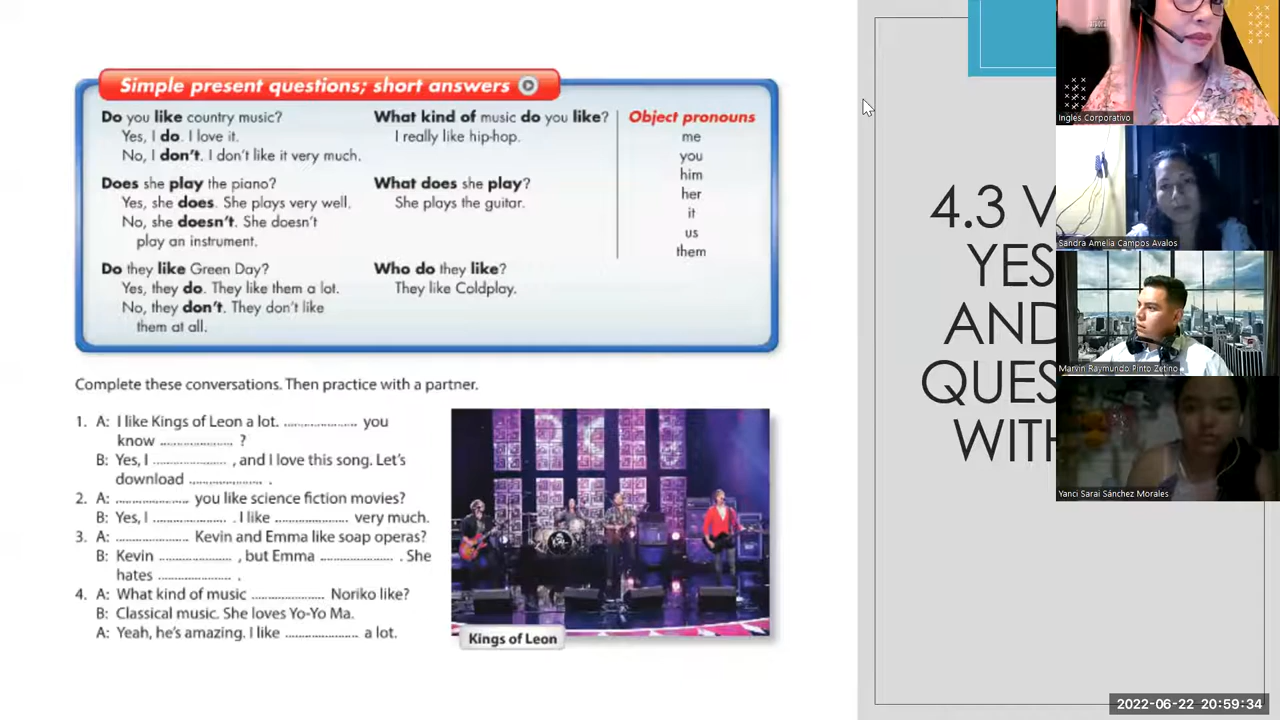 Simple present questions; short answers
Do you like country music?
Yes, I do. I love it.
No, I don't. I don't like it very much.
Does she play the piano?
Yes, she does. She plays very well.
No, she doesn't. She doesn't
play an instrument.
Do they like Green Day?
Yes, they do. They like them a lot.
No, they don't. They don't like
them at all.
What kind of music do you like?
I really like hip-hop.
What does she play?
She plays the guitar.
Who do they like?
They like Coldplay.
Object pronouns
me
you
him
her
it
us
them
Complete these conversations. Then practice with a partner.
1. A: I like Kings of Leon a lot. .................. you
know .................. ?
B: Yes, I .................. , and I love this song. Let's
download .................. .
2. A: .................. you like science fiction movies?
B: Yes, I .................. . I like .................. very much.
3. A: .................. Kevin and Emma like soap operas?
B: Kevin .................. , but Emma .................. . She
hates .................. .
4. A: What kind of music .................. Noriko like?
B: Classical music. She loves Yo-Yo Ma.
A: Yeah, he's amazing. I like .................. a lot.
Kings of Leon
4.3 V
YES
AND
QUES
WITH
Ingles Corporativo
Sandra Amelia Campos Avalos
Marvin Raymundo Pinto Zetino
Yanci Sarai Sánchez Morales
2022-06-22 20:59:34